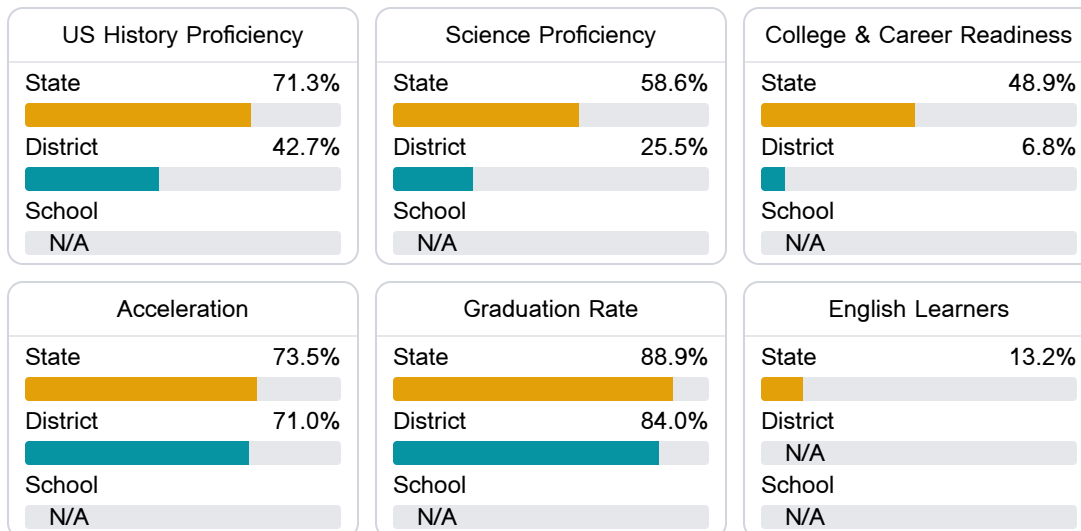 US History Proficiency
State 71.3%
District 42.7%
School
N/A
Science Proficiency
State 58.6%
District 25.5%
School
N/A
College & Career Readiness
State 48.9%
District 6.8%
School
N/A
Acceleration
State 73.5%
District 71.0%
School
N/A
Graduation Rate
State 88.9%
District 84.0%
School
N/A
English Learners
State 13.2%
District
N/A
School
N/A